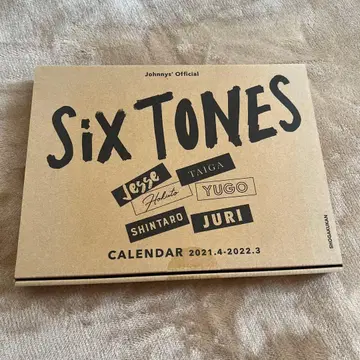 Johnnys' Official
SixTONES
Jesse
TAIGA
Hokuto
YUGO
SHINTARO
JURI
CALENDAR 2021.4-2022.3
SHOGAKUKAN